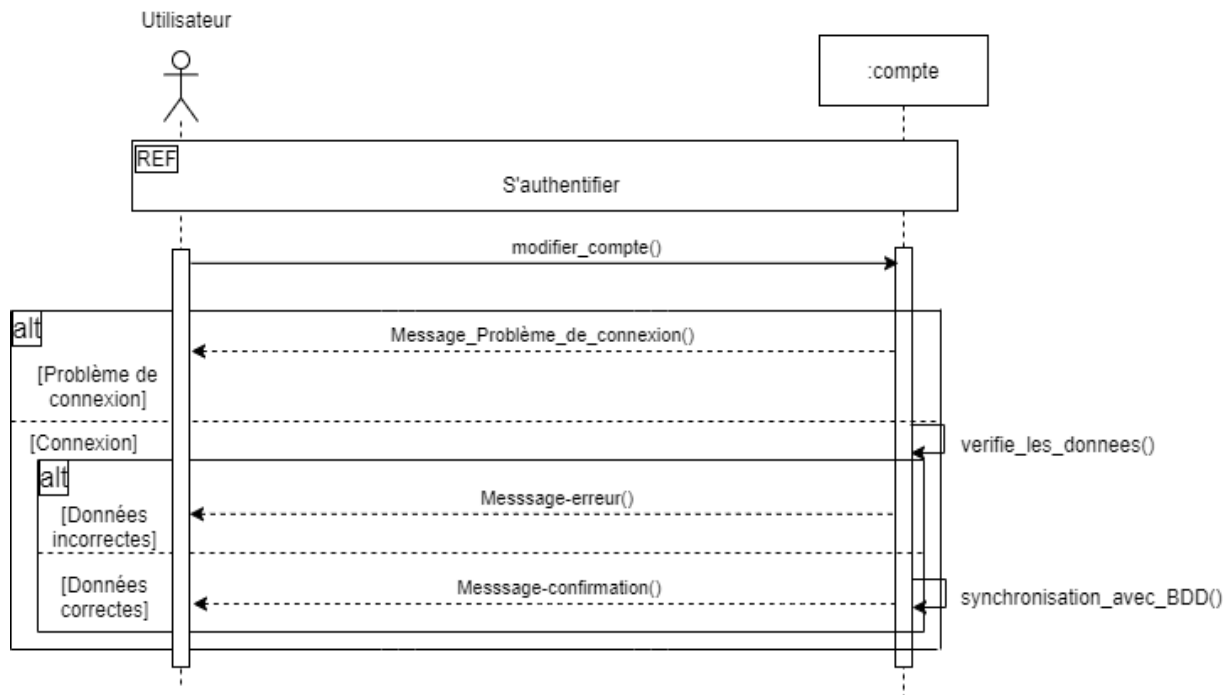 Utilisateur
:compte
REF
S'authentifier
modifier_compte()
alt
Message_Problème_de_connexion()
[Problème de
connexion]
[Connexion]
verifie_les_donnees()
alt
Messsage-erreur()
[Données
incorrectes]
[Données
correctes]
Messsage-confirmation()
synchronisation_avec_BDD()